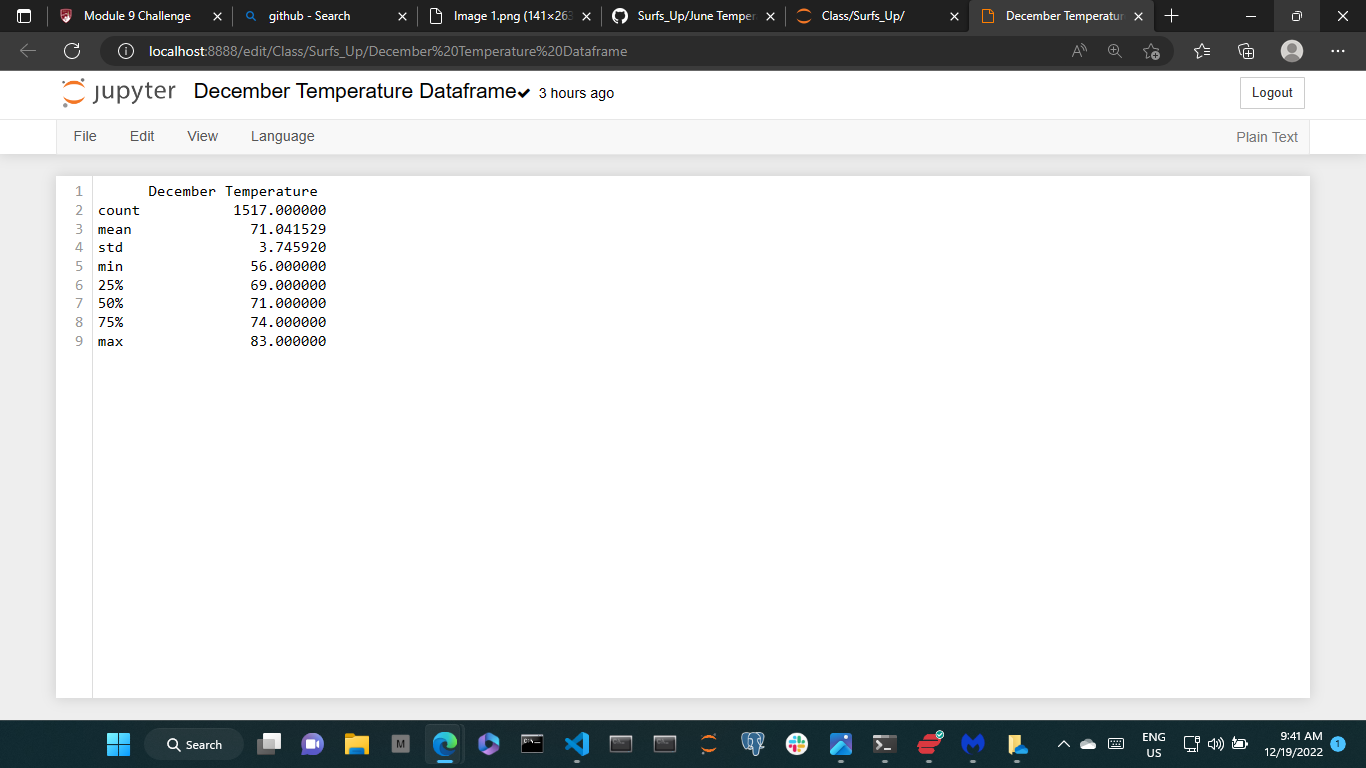 Module 9 Challenge
github - Search
Image 1.png (141×263
Surfs_Up/June Temper
Class/Surfs_Up/
December Temperatur
localhost:8888/edit/Class/Surfs_Up/December%20Temperature%20Dataframe
jupyter December Temperature Dataframe 3 hours ago Logout
File Edit View Language Plain Text
1 December Temperature
2 count 1517.000000
3 mean 71.041529
4 std 3.745920
5 min 56.000000
6 25% 69.000000
7 50% 71.000000
8 75% 74.000000
9 max 83.000000
Search
M
ENG
US
9:41 AM
12/19/2022
1